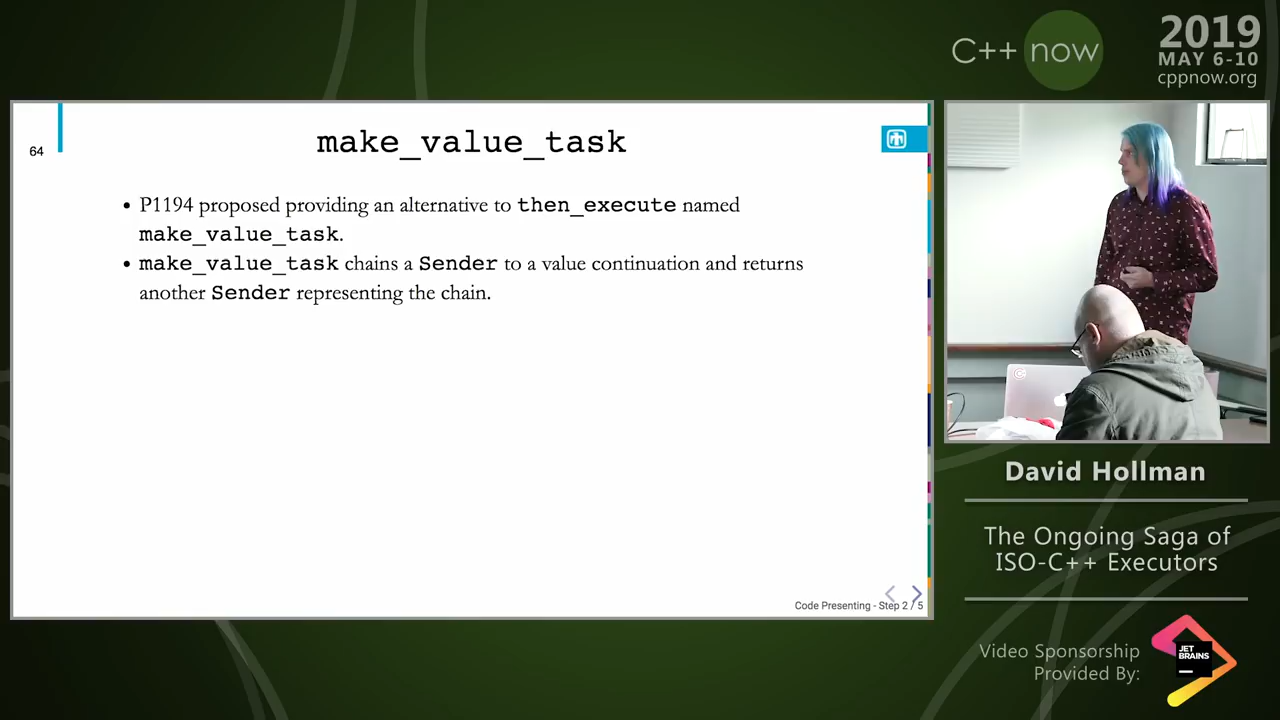 C++ now
2019
MAY 6-10
cppnow.org
64
make_value_task
• P1194 proposed providing an alternative to then_execute named
make_value_task.
• make_value_task chains a Sender to a value continuation and returns
another Sender representing the chain.
Code Presenting - Step 2 / 5
David Hollman
The Ongoing Saga of
ISO-C++ Executors
Video Sponsorship
Provided By:
JET
BRAINS